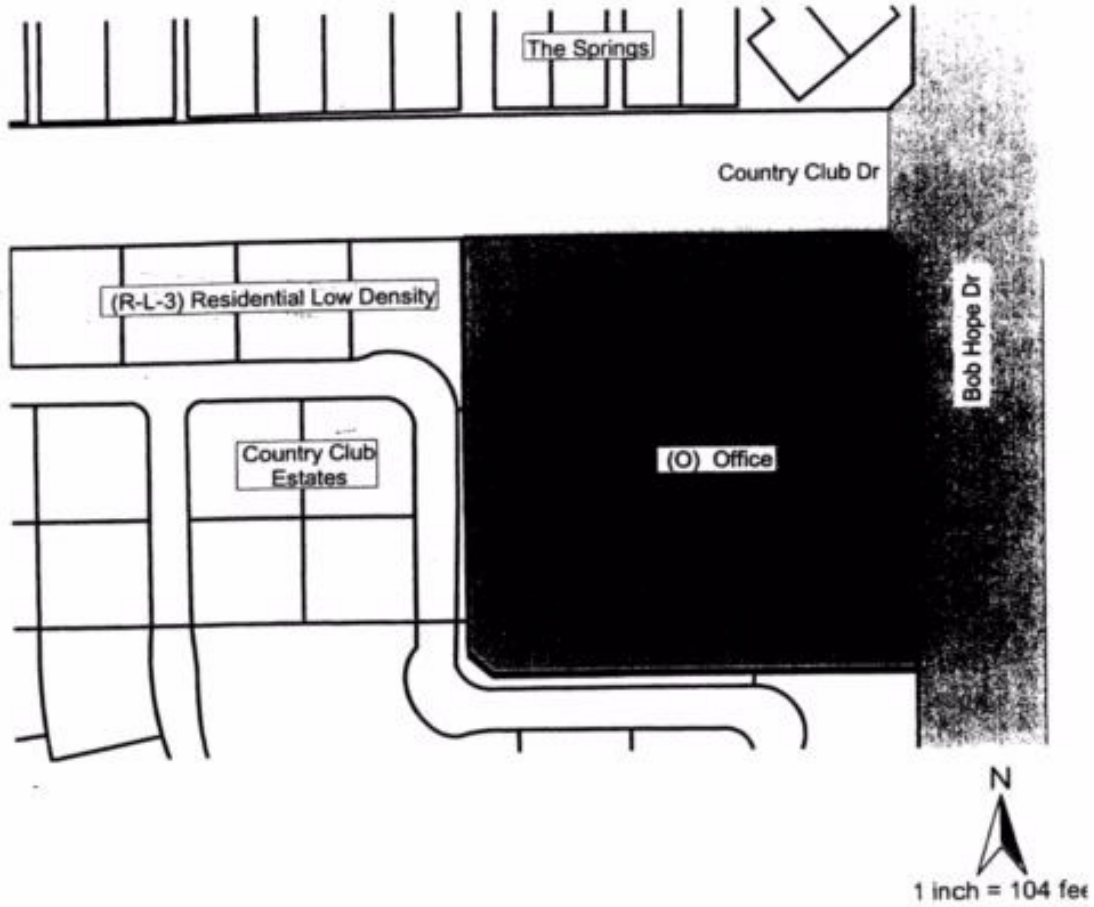 The Springs
Country Club Dr
(R-L-3) Residential Low Density
Bob Hope Dr
Country Club
Estates
(O) Office
N
1 inch = 104 fee